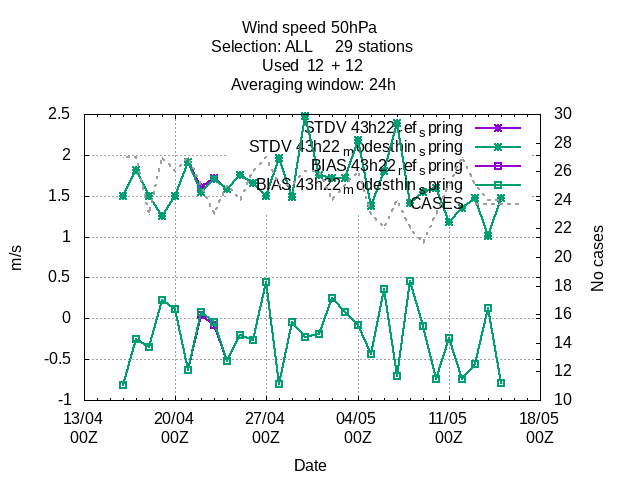 Wind speed 50hPa
Selection: ALL 29 stations
Used 12 + 12
Averaging window: 24h
2.5
2
1.5
1
0.5
0
-0.5
-1
m/s
30
28
26
24
22
20
18
16
14
12
10
No cases
STDV 43h22_ref_spring
STDV 43h22_modesthin_spring
BIAS 43h22_ref_spring
BIAS 43h22_modesthin_spring
CASES
13/04 20/04 27/04 04/05 11/05 18/05
00Z 00Z 00Z 00Z 00Z 00Z
Date